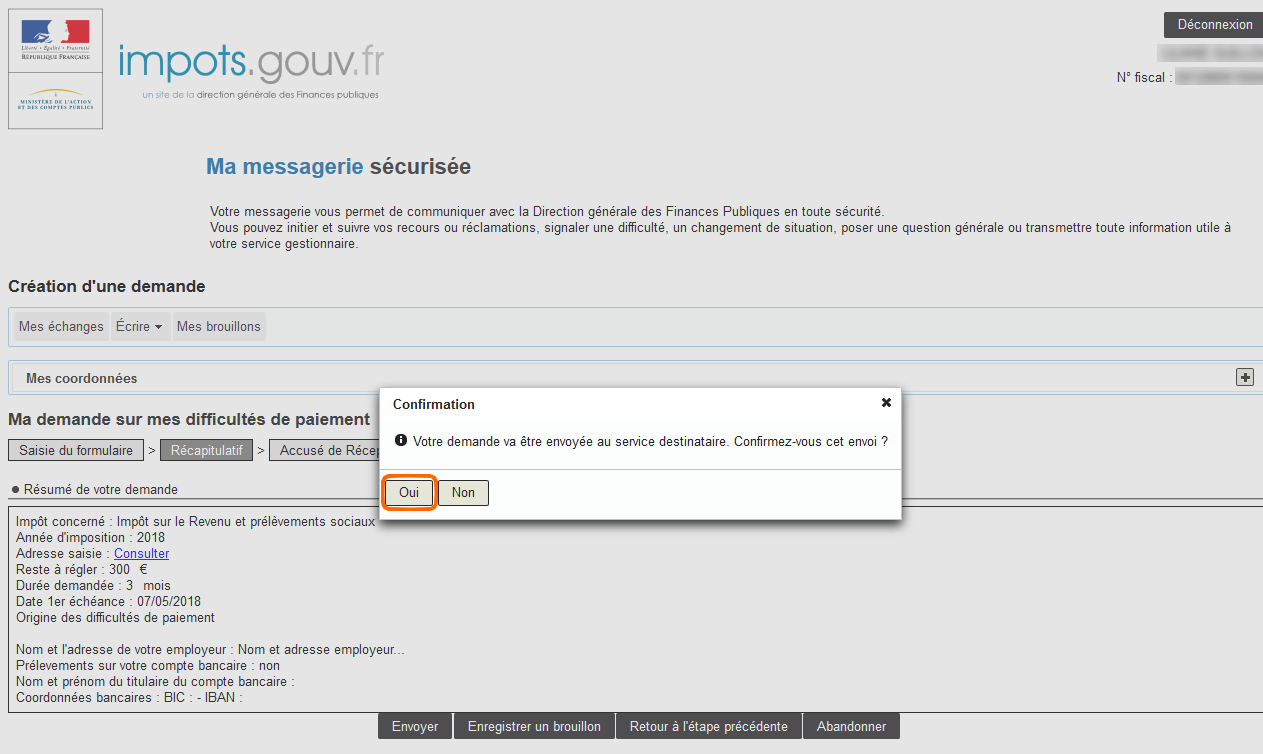 Liberté • Égalité • Fraternité
RÉPUBLIQUE FRANÇAISE
MINISTÈRE DE L'ACTION
ET DES COMPTES PUBLICS
impots.gouv.fr
un site de la direction générale des Finances publiques
Déconnexion
N° fiscal :
Ma messagerie sécurisée
Votre messagerie vous permet de communiquer avec la Direction générale des Finances Publiques en toute sécurité.
Vous pouvez initier et suivre vos recours ou réclamations, signaler une difficulté, un changement de situation, poser une question générale ou transmettre toute information utile à
votre service gestionnaire.
Création d'une demande
Mes échanges Écrire Mes brouillons
Mes coordonnées
Ma demande sur mes difficultés de paiement
Saisie du formulaire > Récapitulatif > Accusé de Récep
Confirmation
Votre demande va être envoyée au service destinataire. Confirmez-vous cet envoi ?
Oui Non
Résumé de votre demande
Impôt concerné : Impôt sur le Revenu et prélèvements sociaux
Année d'imposition : 2018
Adresse saisie : Consulter
Reste à régler : 300 €
Durée demandée : 3 mois
Date 1er échéance : 07/05/2018
Origine des difficultés de paiement
Nom et l'adresse de votre employeur : Nom et adresse employeur...
Prélevements sur votre compte bancaire : non
Nom et prénom du titulaire du compte bancaire :
Coordonnées bancaires : BIC : - IBAN :
Envoyer Enregistrer un brouillon Retour à l'étape précédente Abandonner